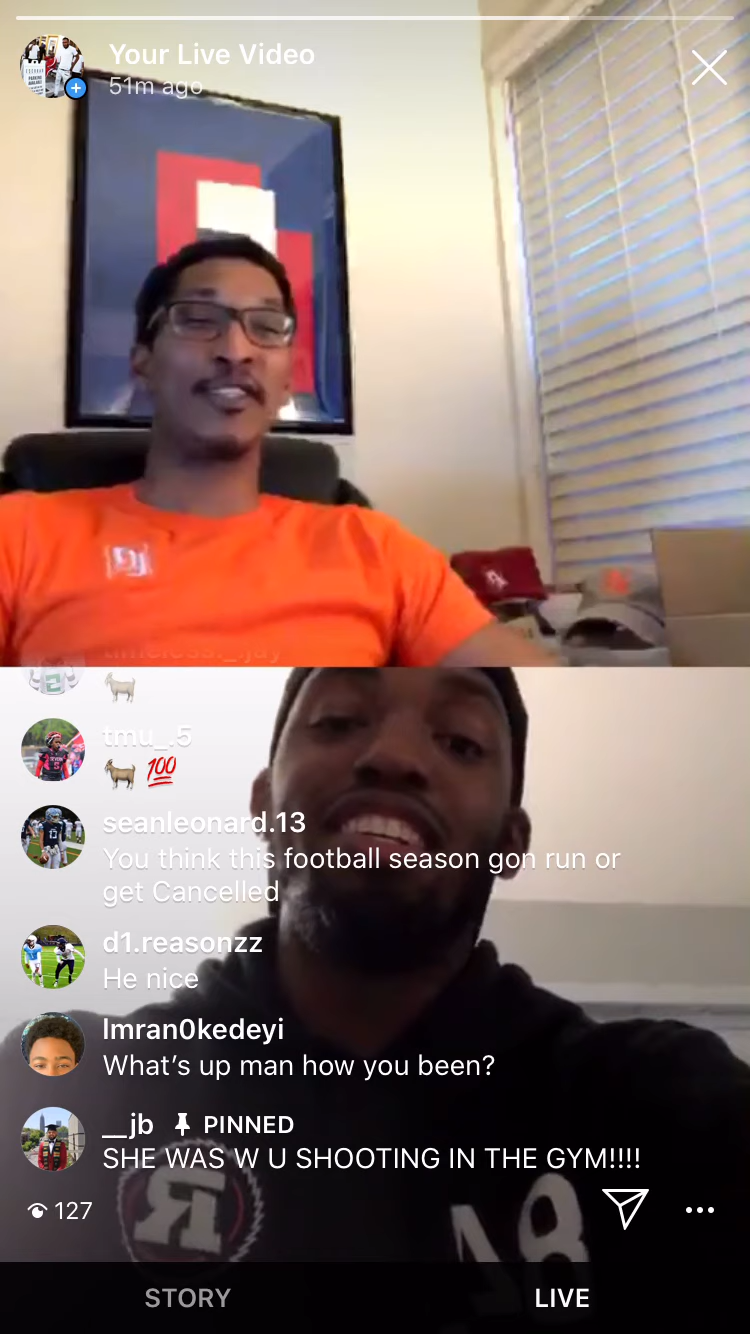 Your Live Video
51m ago
timeless._.jay
tmu_.5
seanleonard.13
You think this football season gon run or
get Cancelled
d1.reasonzz
He nice
Imran0kedeyi
What's up man how you been?
__jb PINNED
SHE WAS W U SHOOTING IN THE GYM!!!!
127
STORY LIVE